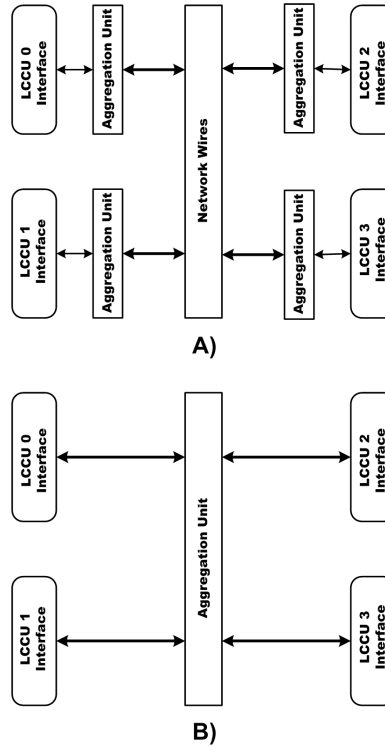 LCCU 0
Interface
Aggregation Unit
Network Wires
Aggregation Unit
LCCU 2
Interface
LCCU 1
Interface
Aggregation Unit
Aggregation Unit
LCCU 3
Interface
A)
LCCU 0
Interface
Aggregation Unit
LCCU 2
Interface
LCCU 1
Interface
LCCU 3
Interface
B)